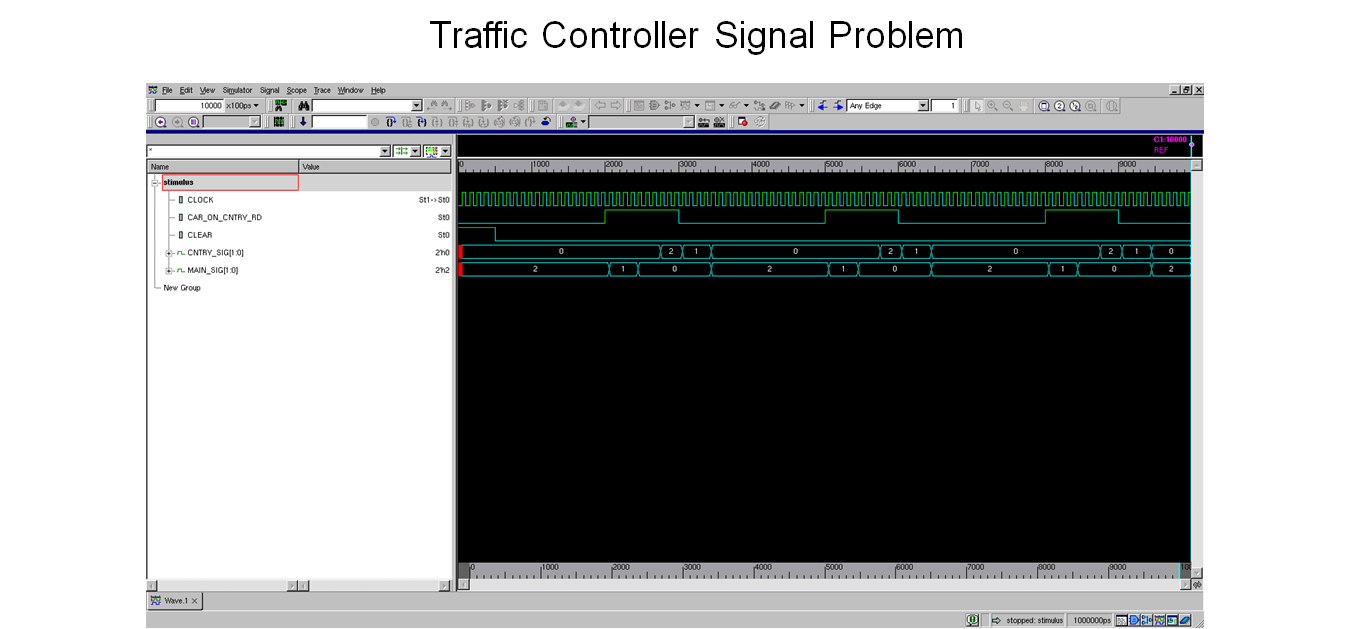 Traffic Controller Signal Problem
File Edit View Simulator Signal Scope Trace Window Help
10000 x100ps Any Edge 1
*
C1:10000
REF
Name Value
0 1000 2000 3000 4000 5000 6000 7000 8000 9000
stimulus
CLOCK St1->St0
CAR_ON_CNTRY_RD St0
CLEAR St0
CNTRY_SIG[1:0] 2'h0 0 2 1 0 2 1 0 2 1 0
MAIN_SIG[1:0] 2'h2 2 1 0 2 1 0 2 1 0 2
New Group
0 1000 2000 3000 4000 5000 6000 7000 8000 9000 10
Wave.1
stopped: stimulus 1000000ps